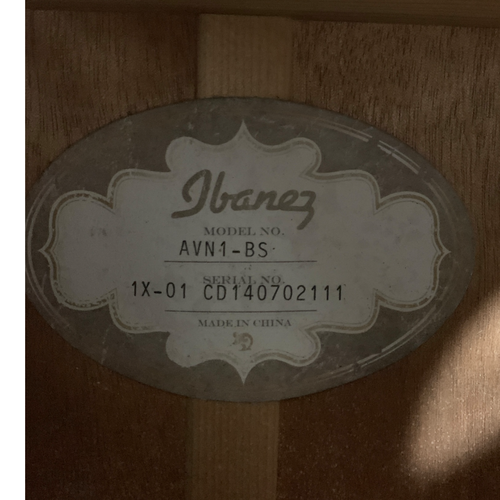 Ibanez
MODEL NO.
AVN1-BS
SERIAL NO.
1X-01 CD140702111
MADE IN CHINA